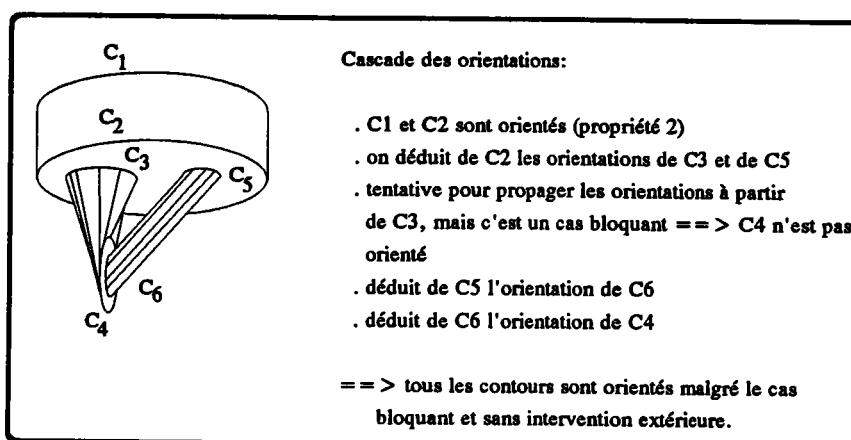 C1
C2
C3
C5
C6
C4
Cascade des orientations:
. C1 et C2 sont orientés (propriété 2)
. on déduit de C2 les orientations de C3 et de C5
. tentative pour propager les orientations à partir
de C3, mais c'est un cas bloquant = = > C4 n'est pas
orienté
. déduit de C5 l'orientation de C6
. déduit de C6 l'orientation de C4
= = > tous les contours sont orientés malgré le cas
bloquant et sans intervention extérieure.